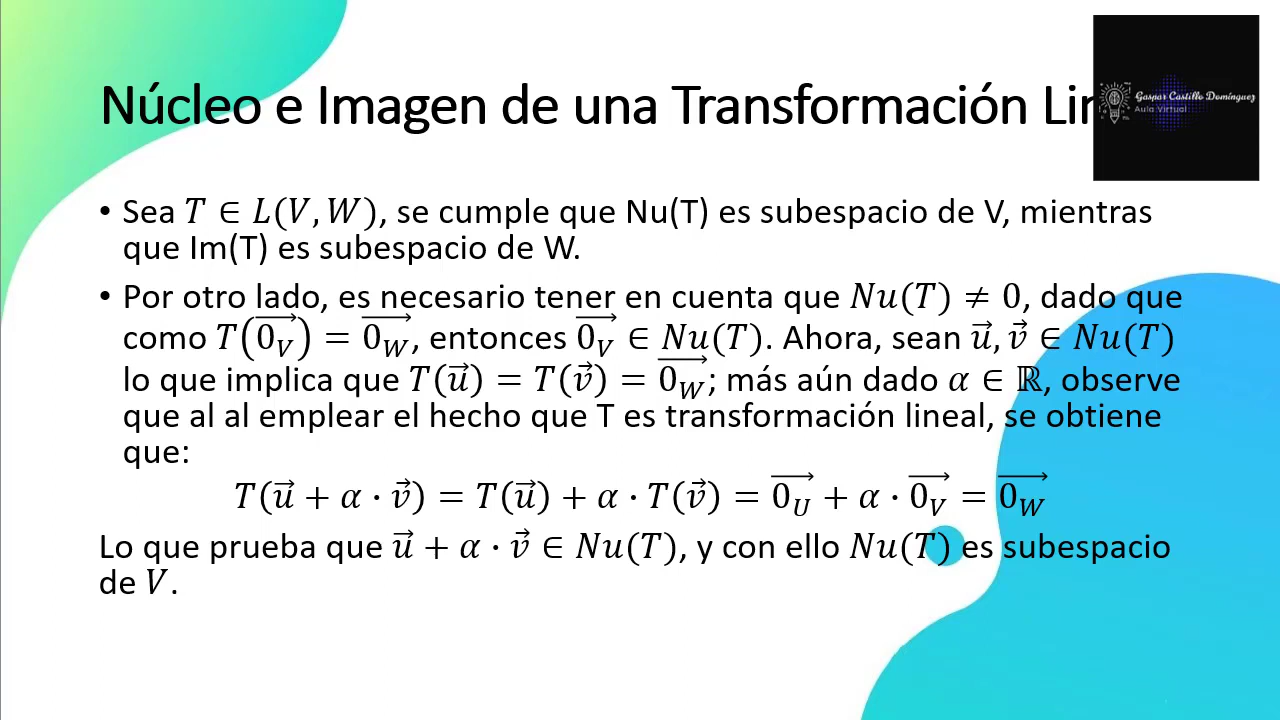 Núcleo e Imagen de una Transformación Lin
Gaspar Castillo Domínguez
Aula Virtual
• Sea 𝑇 ∈ 𝐿(𝑉, 𝑊), se cumple que Nu(T) es subespacio de V, mientras
que Im(T) es subespacio de W.
• Por otro lado, es necesario tener en cuenta que 𝑁𝑢(𝑇) ≠ 0, dado que
como 𝑇(0⃗_𝑉) = 0⃗_𝑊, entonces 0⃗_𝑉 ∈ 𝑁𝑢(𝑇). Ahora, sean 𝑢⃗, 𝑣⃗ ∈ 𝑁𝑢(𝑇)
lo que implica que 𝑇(𝑢⃗) = 𝑇(𝑣⃗) = 0⃗_𝑊; más aún dado 𝛼 ∈ ℝ, observe
que al al emplear el hecho que T es transformación lineal, se obtiene
que:
𝑇(𝑢⃗ + 𝛼 ⋅ 𝑣⃗) = 𝑇(𝑢⃗) + 𝛼 ⋅ 𝑇(𝑣⃗) = 0⃗_𝑈 + 𝛼 ⋅ 0⃗_𝑉 = 0⃗_𝑊
Lo que prueba que 𝑢⃗ + 𝛼 ⋅ 𝑣⃗ ∈ 𝑁𝑢(𝑇), y con ello 𝑁𝑢(𝑇) es subespacio
de 𝑉.